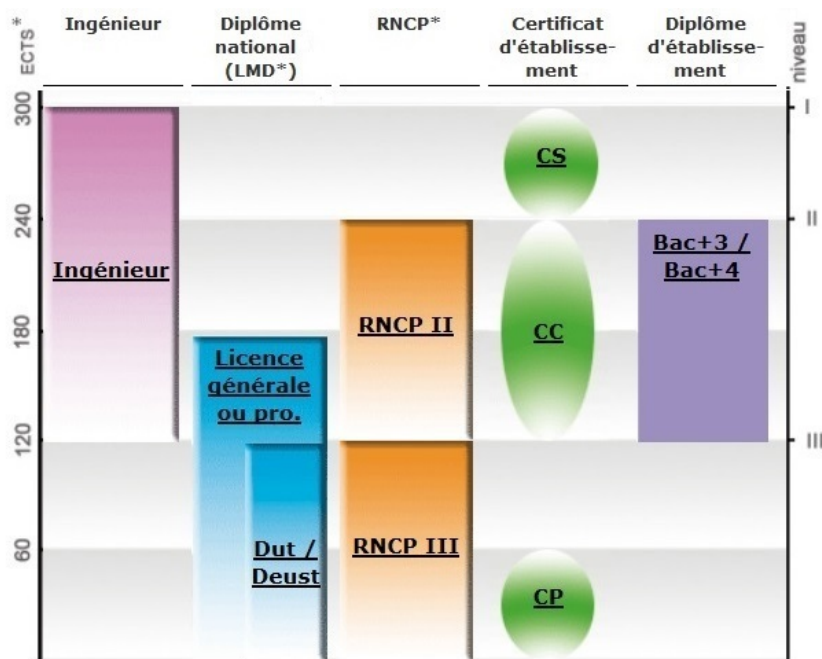 Ingénieur
Diplôme
national
(LMD*)
RNCP*
Certificat
d'établisse-
ment
Diplôme
d'établisse-
ment
ECTS*
niveau
300
I
CS
240
II
Bac+3 /
Bac+4
Ingénieur
RNCP II
CC
180
Licence
générale
ou pro.
120
III
RNCP III
Dut /
Deust
60
CP